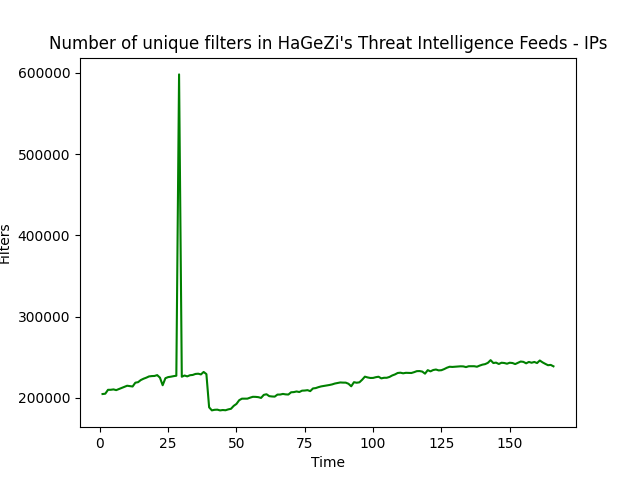 Number of unique filters in HaGeZi's Threat Intelligence Feeds - IPs
600000
500000
400000
300000
200000
Filters
0 25 50 75 100 125 150
Time